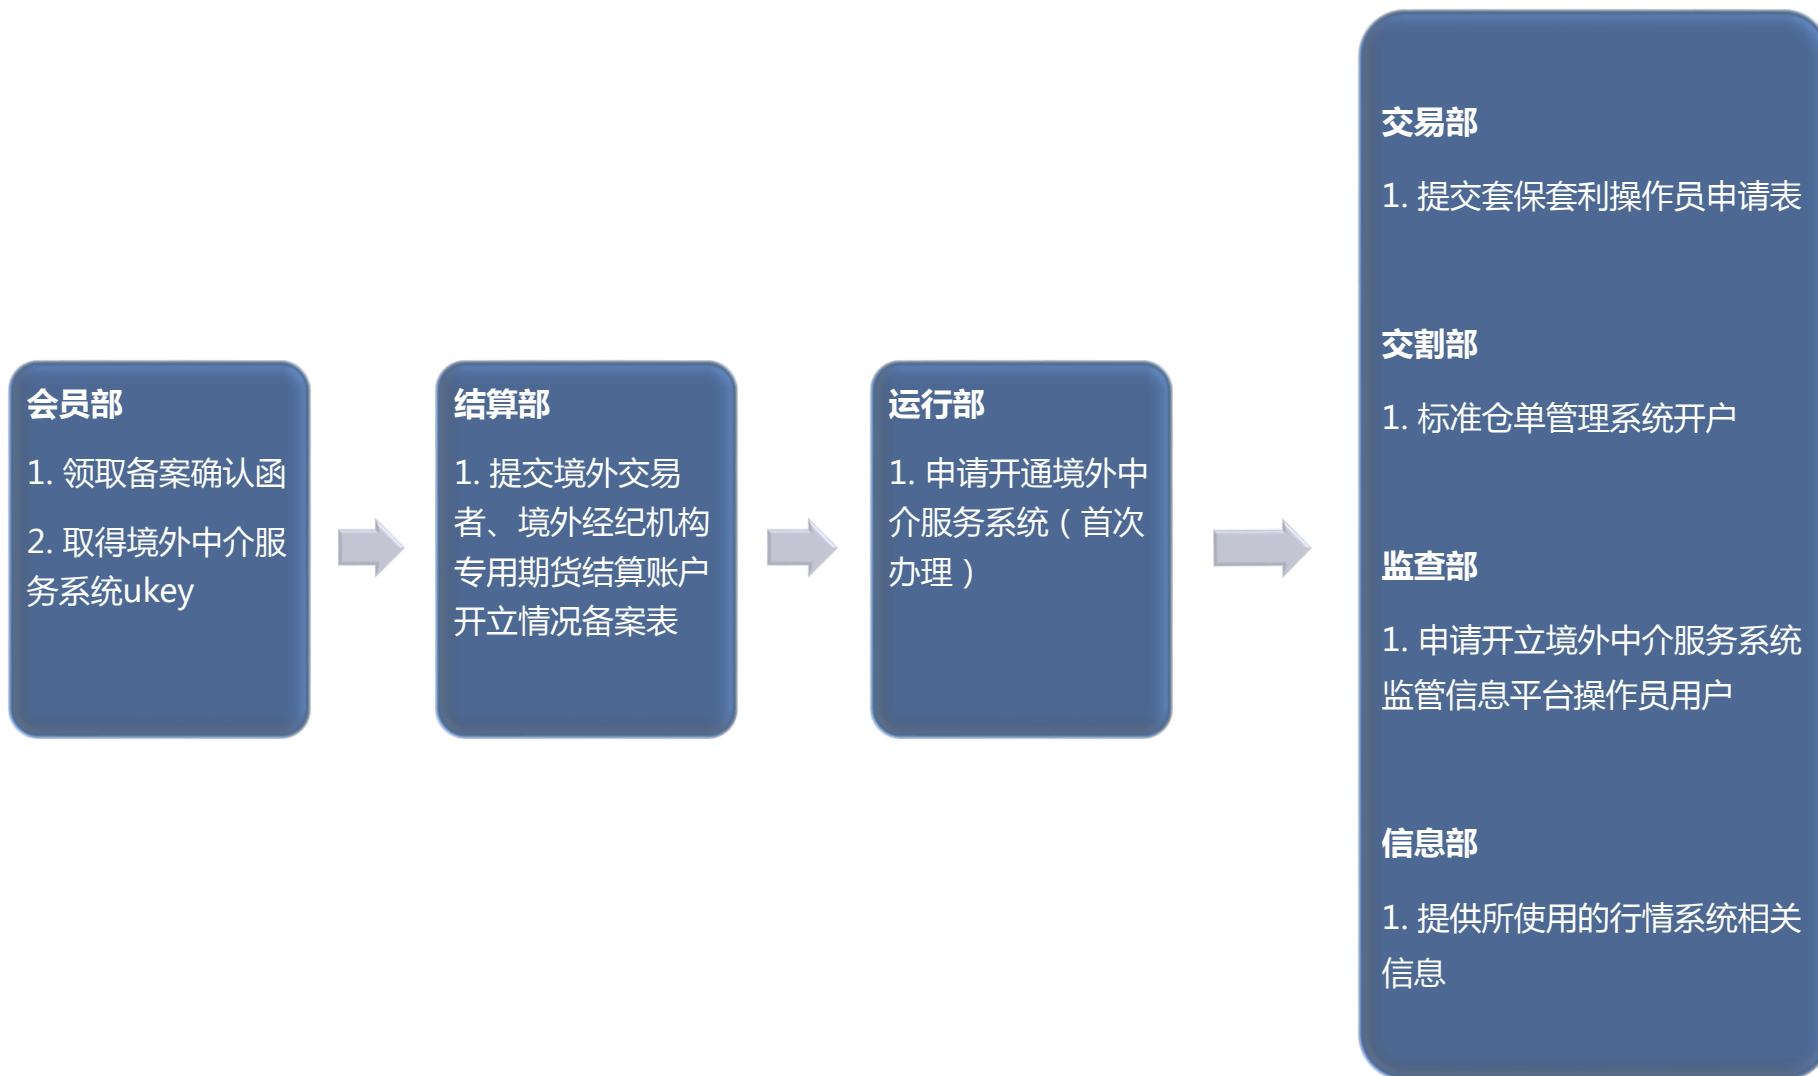 会员部
1. 领取备案确认函
2. 取得境外中介服
务系统ukey
结算部
1. 提交境外交易
者、境外经纪机构
专用期货结算账户
开立情况备案表
运行部
1. 申请开通境外中
介服务系统（首次
办理）
交易部
1. 提交套保套利操作员申请表
交割部
1. 标准仓单管理系统开户
监查部
1. 申请开立境外中介服务系统
监管信息平台操作员用户
信息部
1. 提供所使用的行情系统相关
信息